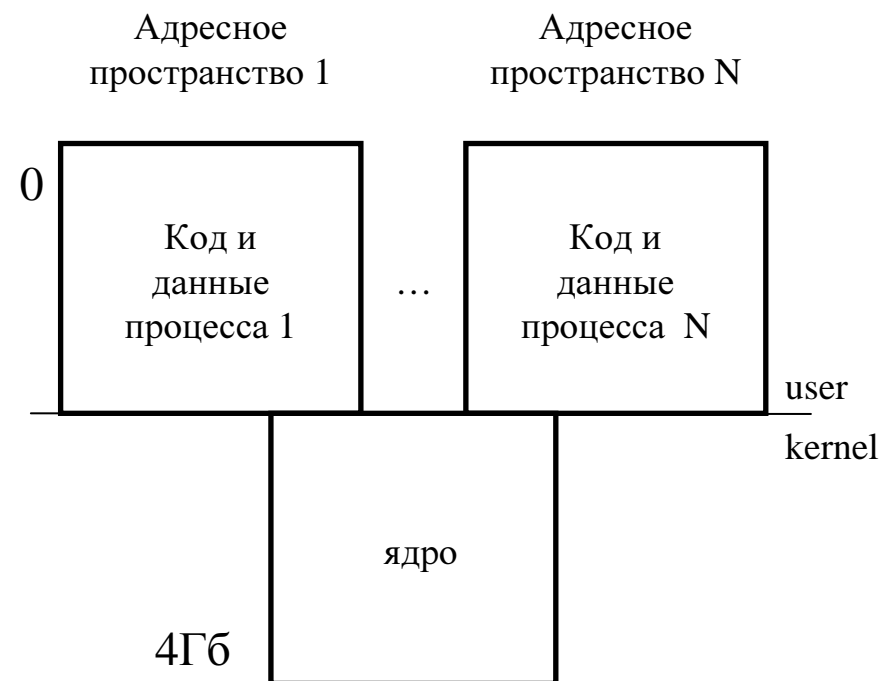 Адресное
пространство 1
Адресное
пространство N
0
Код и
данные
процесса 1
…
Код и
данные
процесса N
user
kernel
ядро
4Гб